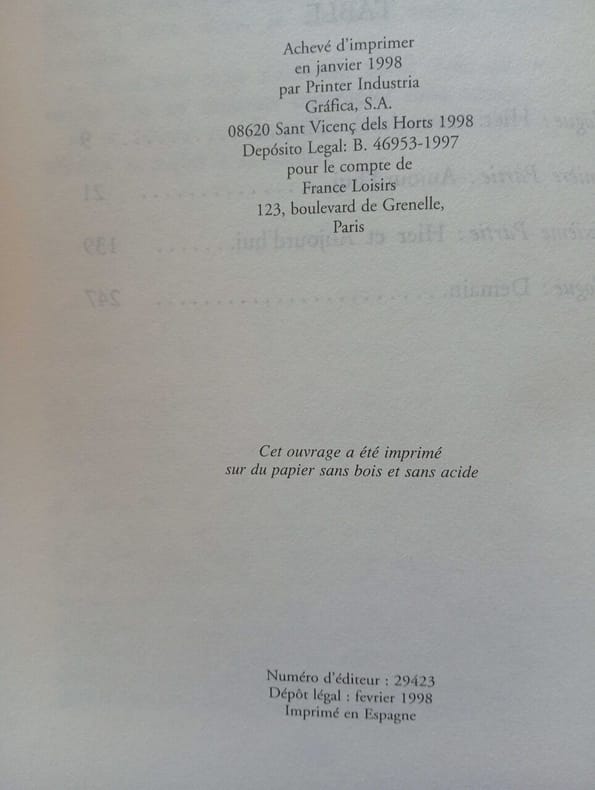 Achevé d'imprimer
en janvier 1998
par Printer Industria
Gráfica, S.A.
08620 Sant Vicenç dels Horts 1998
Depósito Legal: B. 46953-1997
pour le compte de
France Loisirs
123, boulevard de Grenelle,
Paris
Cet ouvrage a été imprimé
sur du papier sans bois et sans acide
Numéro d'éditeur : 29423
Dépôt légal : fevrier 1998
Imprimé en Espagne